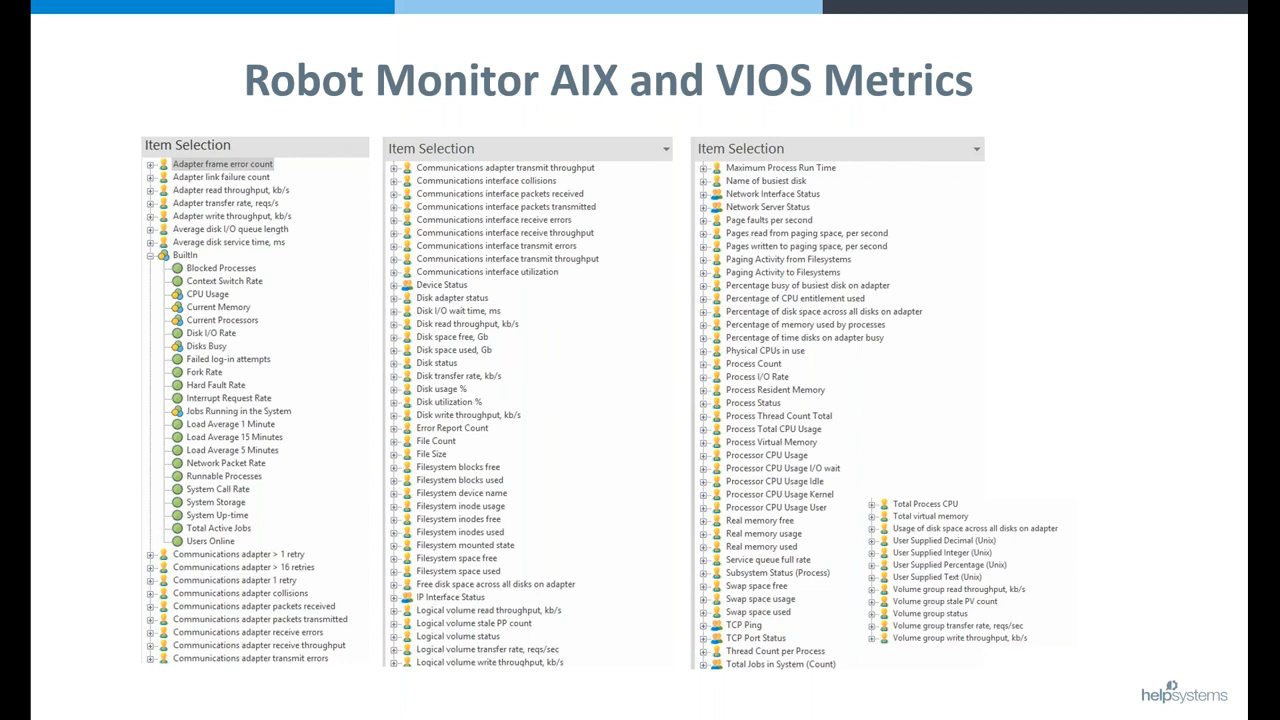 Robot Monitor AIX and VIOS Metrics
Item Selection
Adapter frame error count
Adapter link failure count
Adapter read throughput, kb/s
Adapter transfer rate, reqs/s
Adapter write throughput, kb/s
Average disk I/O queue length
Average disk service time, ms
BuiltIn
Blocked Processes
Context Switch Rate
CPU Usage
Current Memory
Current Processors
Disk I/O Rate
Disks Busy
Failed log-in attempts
Fork Rate
Hard Fault Rate
Interrupt Request Rate
Jobs Running in the System
Load Average 1 Minute
Load Average 15 Minutes
Load Average 5 Minutes
Network Packet Rate
Runnable Processes
System Call Rate
System Storage
System Up-time
Total Active Jobs
Users Online
Communications adapter > 1 retry
Communications adapter > 16 retries
Communications adapter 1 retry
Communications adapter collisions
Communications adapter packets received
Communications adapter packets transmitted
Communications adapter receive errors
Communications adapter receive throughput
Communications adapter transmit errors
Item Selection
Communications adapter transmit throughput
Communications interface collisions
Communications interface packets received
Communications interface packets transmitted
Communications interface receive errors
Communications interface receive throughput
Communications interface transmit errors
Communications interface transmit throughput
Communications interface utilization
Device Status
Disk adapter status
Disk I/O wait time, ms
Disk read throughput, kb/s
Disk space free, Gb
Disk space used, Gb
Disk status
Disk transfer rate, kb/s
Disk usage %
Disk utilization %
Disk write throughput, kb/s
Error Report Count
File Count
File Size
Filesystem blocks free
Filesystem blocks used
Filesystem device name
Filesystem inode usage
Filesystem inodes free
Filesystem inodes used
Filesystem mounted state
Filesystem space free
Filesystem space used
Free disk space across all disks on adapter
IP Interface Status
Logical volume read throughput, kb/s
Logical volume stale PP count
Logical volume status
Logical volume transfer rate, reqs/sec
Logical volume write throughput, kb/s
Item Selection
Maximum Process Run Time
Name of busiest disk
Network Interface Status
Network Server Status
Page faults per second
Pages read from paging space, per second
Pages written to paging space, per second
Paging Activity from Filesystems
Paging Activity to Filesystems
Percentage busy of busiest disk on adapter
Percentage of CPU entitlement used
Percentage of disk space across all disks on adapter
Percentage of memory used by processes
Percentage of time disks on adapter busy
Physical CPUs in use
Process Count
Process I/O Rate
Process Resident Memory
Process Status
Process Thread Count Total
Process Total CPU Usage
Process Virtual Memory
Processor CPU Usage
Processor CPU Usage I/O wait
Processor CPU Usage Idle
Processor CPU Usage Kernel
Processor CPU Usage User
Real memory free
Real memory usage
Real memory used
Service queue full rate
Subsystem Status (Process)
Swap space free
Swap space usage
Swap space used
TCP Ping
TCP Port Status
Thread Count per Process
Total Jobs in System (Count)
Total Process CPU
Total virtual memory
Usage of disk space across all disks on adapter
User Supplied Decimal (Unix)
User Supplied Integer (Unix)
User Supplied Percentage (Unix)
User Supplied Text (Unix)
Volume group read throughput, kb/s
Volume group stale PV count
Volume group status
Volume group transfer rate, reqs/sec
Volume group write throughput, kb/s
helpsystems